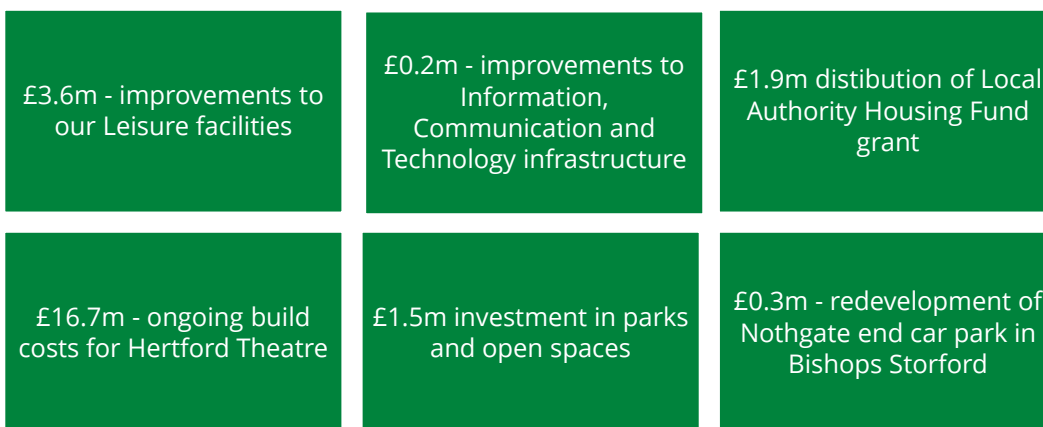 £3.6m - improvements to
our Leisure facilities
£0.2m - improvements to
Information,
Communication and
Technology infrastructure
£1.9m distibution of Local
Authority Housing Fund
grant
£16.7m - ongoing build
costs for Hertford Theatre
£1.5m investment in parks
and open spaces
£0.3m - redevelopment of
Nothgate end car park in
Bishops Storford